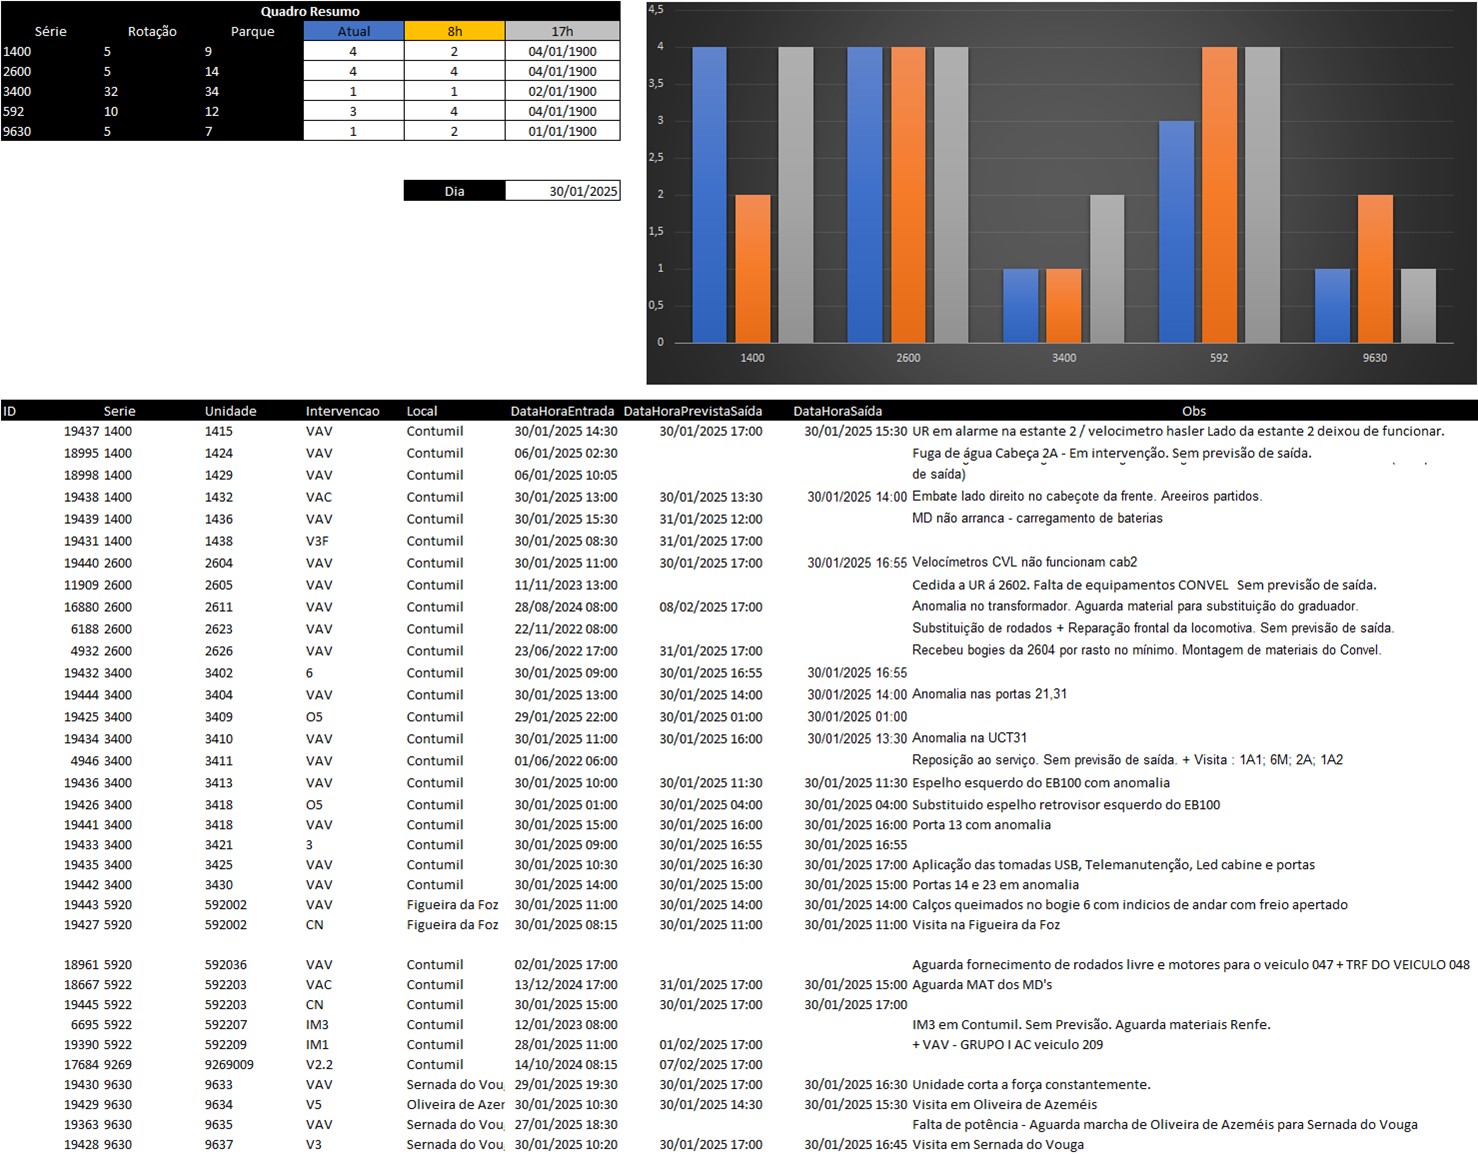 Quadro Resumo
Série Rotação Parque Atual 8h 17h
1400 5 9 4 2 04/01/1900
2600 5 14 4 4 04/01/1900
3400 32 34 1 1 02/01/1900
592 10 12 3 4 04/01/1900
9630 5 7 1 2 01/01/1900
Dia 30/01/2025
4,5
4
3,5
3
2,5
2
1,5
1
0,5
0
1400 2600 3400 592 9630
ID Serie Unidade Intervencao Local DataHoraEntrada DataHoraPrevistaSaída DataHoraSaída Obs
19437 1400 1415 VAV Contumil 30/01/2025 14:30 30/01/2025 17:00 30/01/2025 15:30 UR em alarme na estante 2 / velocimetro hasler Lado da estante 2 deixou de funcionar.
18995 1400 1424 VAV Contumil 06/01/2025 02:30 Fuga de água Cabeça 2A - Em intervenção. Sem previsão de saída.
18998 1400 1429 VAV Contumil 06/01/2025 10:05 de saída)
19438 1400 1432 VAC Contumil 30/01/2025 13:00 30/01/2025 13:30 30/01/2025 14:00 Embate lado direito no cabeçote da frente. Areeiros partidos.
19439 1400 1436 VAV Contumil 30/01/2025 15:30 31/01/2025 12:00 MD não arranca - carregamento de baterias
19431 1400 1438 V3F Contumil 30/01/2025 08:30 31/01/2025 17:00
19440 2600 2604 VAV Contumil 30/01/2025 11:00 30/01/2025 17:00 30/01/2025 16:55 Velocímetros CVL não funcionam cab2
11909 2600 2605 VAV Contumil 11/11/2023 13:00 Cedida a UR á 2602. Falta de equipamentos CONVEL Sem previsão de saída.
16880 2600 2611 VAV Contumil 28/08/2024 08:00 08/02/2025 17:00 Anomalia no transformador. Aguarda material para substituição do graduador.
6188 2600 2623 VAV Contumil 22/11/2022 08:00 Substituição de rodados + Reparação frontal da locomotiva. Sem previsão de saída.
4932 2600 2626 VAV Contumil 23/06/2022 17:00 31/01/2025 17:00 Recebeu bogies da 2604 por rasto no mínimo. Montagem de materiais do Convel.
19432 3400 3402 6 Contumil 30/01/2025 09:00 30/01/2025 16:55 30/01/2025 16:55
19444 3400 3404 VAV Contumil 30/01/2025 13:00 30/01/2025 14:00 30/01/2025 14:00 Anomalia nas portas 21,31
19425 3400 3409 O5 Contumil 29/01/2025 22:00 30/01/2025 01:00 30/01/2025 01:00
19434 3400 3410 VAV Contumil 30/01/2025 11:00 30/01/2025 16:00 30/01/2025 13:30 Anomalia na UCT31
4946 3400 3411 VAV Contumil 01/06/2022 06:00 Reposição ao serviço. Sem previsão de saída. + Visita : 1A1; 6M; 2A; 1A2
19436 3400 3413 VAV Contumil 30/01/2025 10:00 30/01/2025 11:30 30/01/2025 11:30 Espelho esquerdo do EB100 com anomalia
19426 3400 3418 O5 Contumil 30/01/2025 01:00 30/01/2025 04:00 30/01/2025 04:00 Substituido espelho retrovisor esquerdo do EB100
19441 3400 3418 VAV Contumil 30/01/2025 15:00 30/01/2025 16:00 30/01/2025 16:00 Porta 13 com anomalia
19433 3400 3421 3 Contumil 30/01/2025 09:00 30/01/2025 16:55 30/01/2025 16:55
19435 3400 3425 VAV Contumil 30/01/2025 10:30 30/01/2025 16:30 30/01/2025 17:00 Aplicação das tomadas USB, Telemanutenção, Led cabine e portas
19442 3400 3430 VAV Contumil 30/01/2025 14:00 30/01/2025 15:00 30/01/2025 15:00 Portas 14 e 23 em anomalia
19443 5920 592002 VAV Figueira da Foz 30/01/2025 11:00 30/01/2025 14:00 30/01/2025 14:00 Calços queimados no bogie 6 com indicios de andar com freio apertado
19427 5920 592002 CN Figueira da Foz 30/01/2025 08:15 30/01/2025 11:00 30/01/2025 11:00 Visita na Figueira da Foz
18961 5920 592036 VAV Contumil 02/01/2025 17:00 Aguarda fornecimento de rodados livre e motores para o veiculo 047 + TRF DO VEICULO 048
18667 5922 592203 VAC Contumil 13/12/2024 17:00 31/01/2025 17:00 30/01/2025 15:00 Aguarda MAT dos MD's
19445 5922 592203 CN Contumil 30/01/2025 15:00 30/01/2025 17:00 30/01/2025 17:00
6695 5922 592207 IM3 Contumil 12/01/2023 08:00 IM3 em Contumil. Sem Previsão. Aguarda materiais Renfe.
19390 5922 592209 IM1 Contumil 28/01/2025 11:00 01/02/2025 17:00 + VAV - GRUPO I AC veiculo 209
17684 9269 9269009 V2.2 Contumil 14/10/2024 08:15 07/02/2025 17:00
19430 9630 9633 VAV Sernada do Vou 29/01/2025 19:30 30/01/2025 17:00 30/01/2025 16:30 Unidade corta a força constantemente.
19429 9630 9634 V5 Oliveira de Azer 30/01/2025 10:30 30/01/2025 14:30 30/01/2025 15:30 Visita em Oliveira de Azeméis
19363 9630 9635 VAV Sernada do Vou 27/01/2025 18:30 Falta de potência - Aguarda marcha de Oliveira de Azeméis para Sernada do Vouga
19428 9630 9637 V3 Sernada do Vou 30/01/2025 10:20 30/01/2025 17:00 30/01/2025 16:45 Visita em Sernada do Vouga